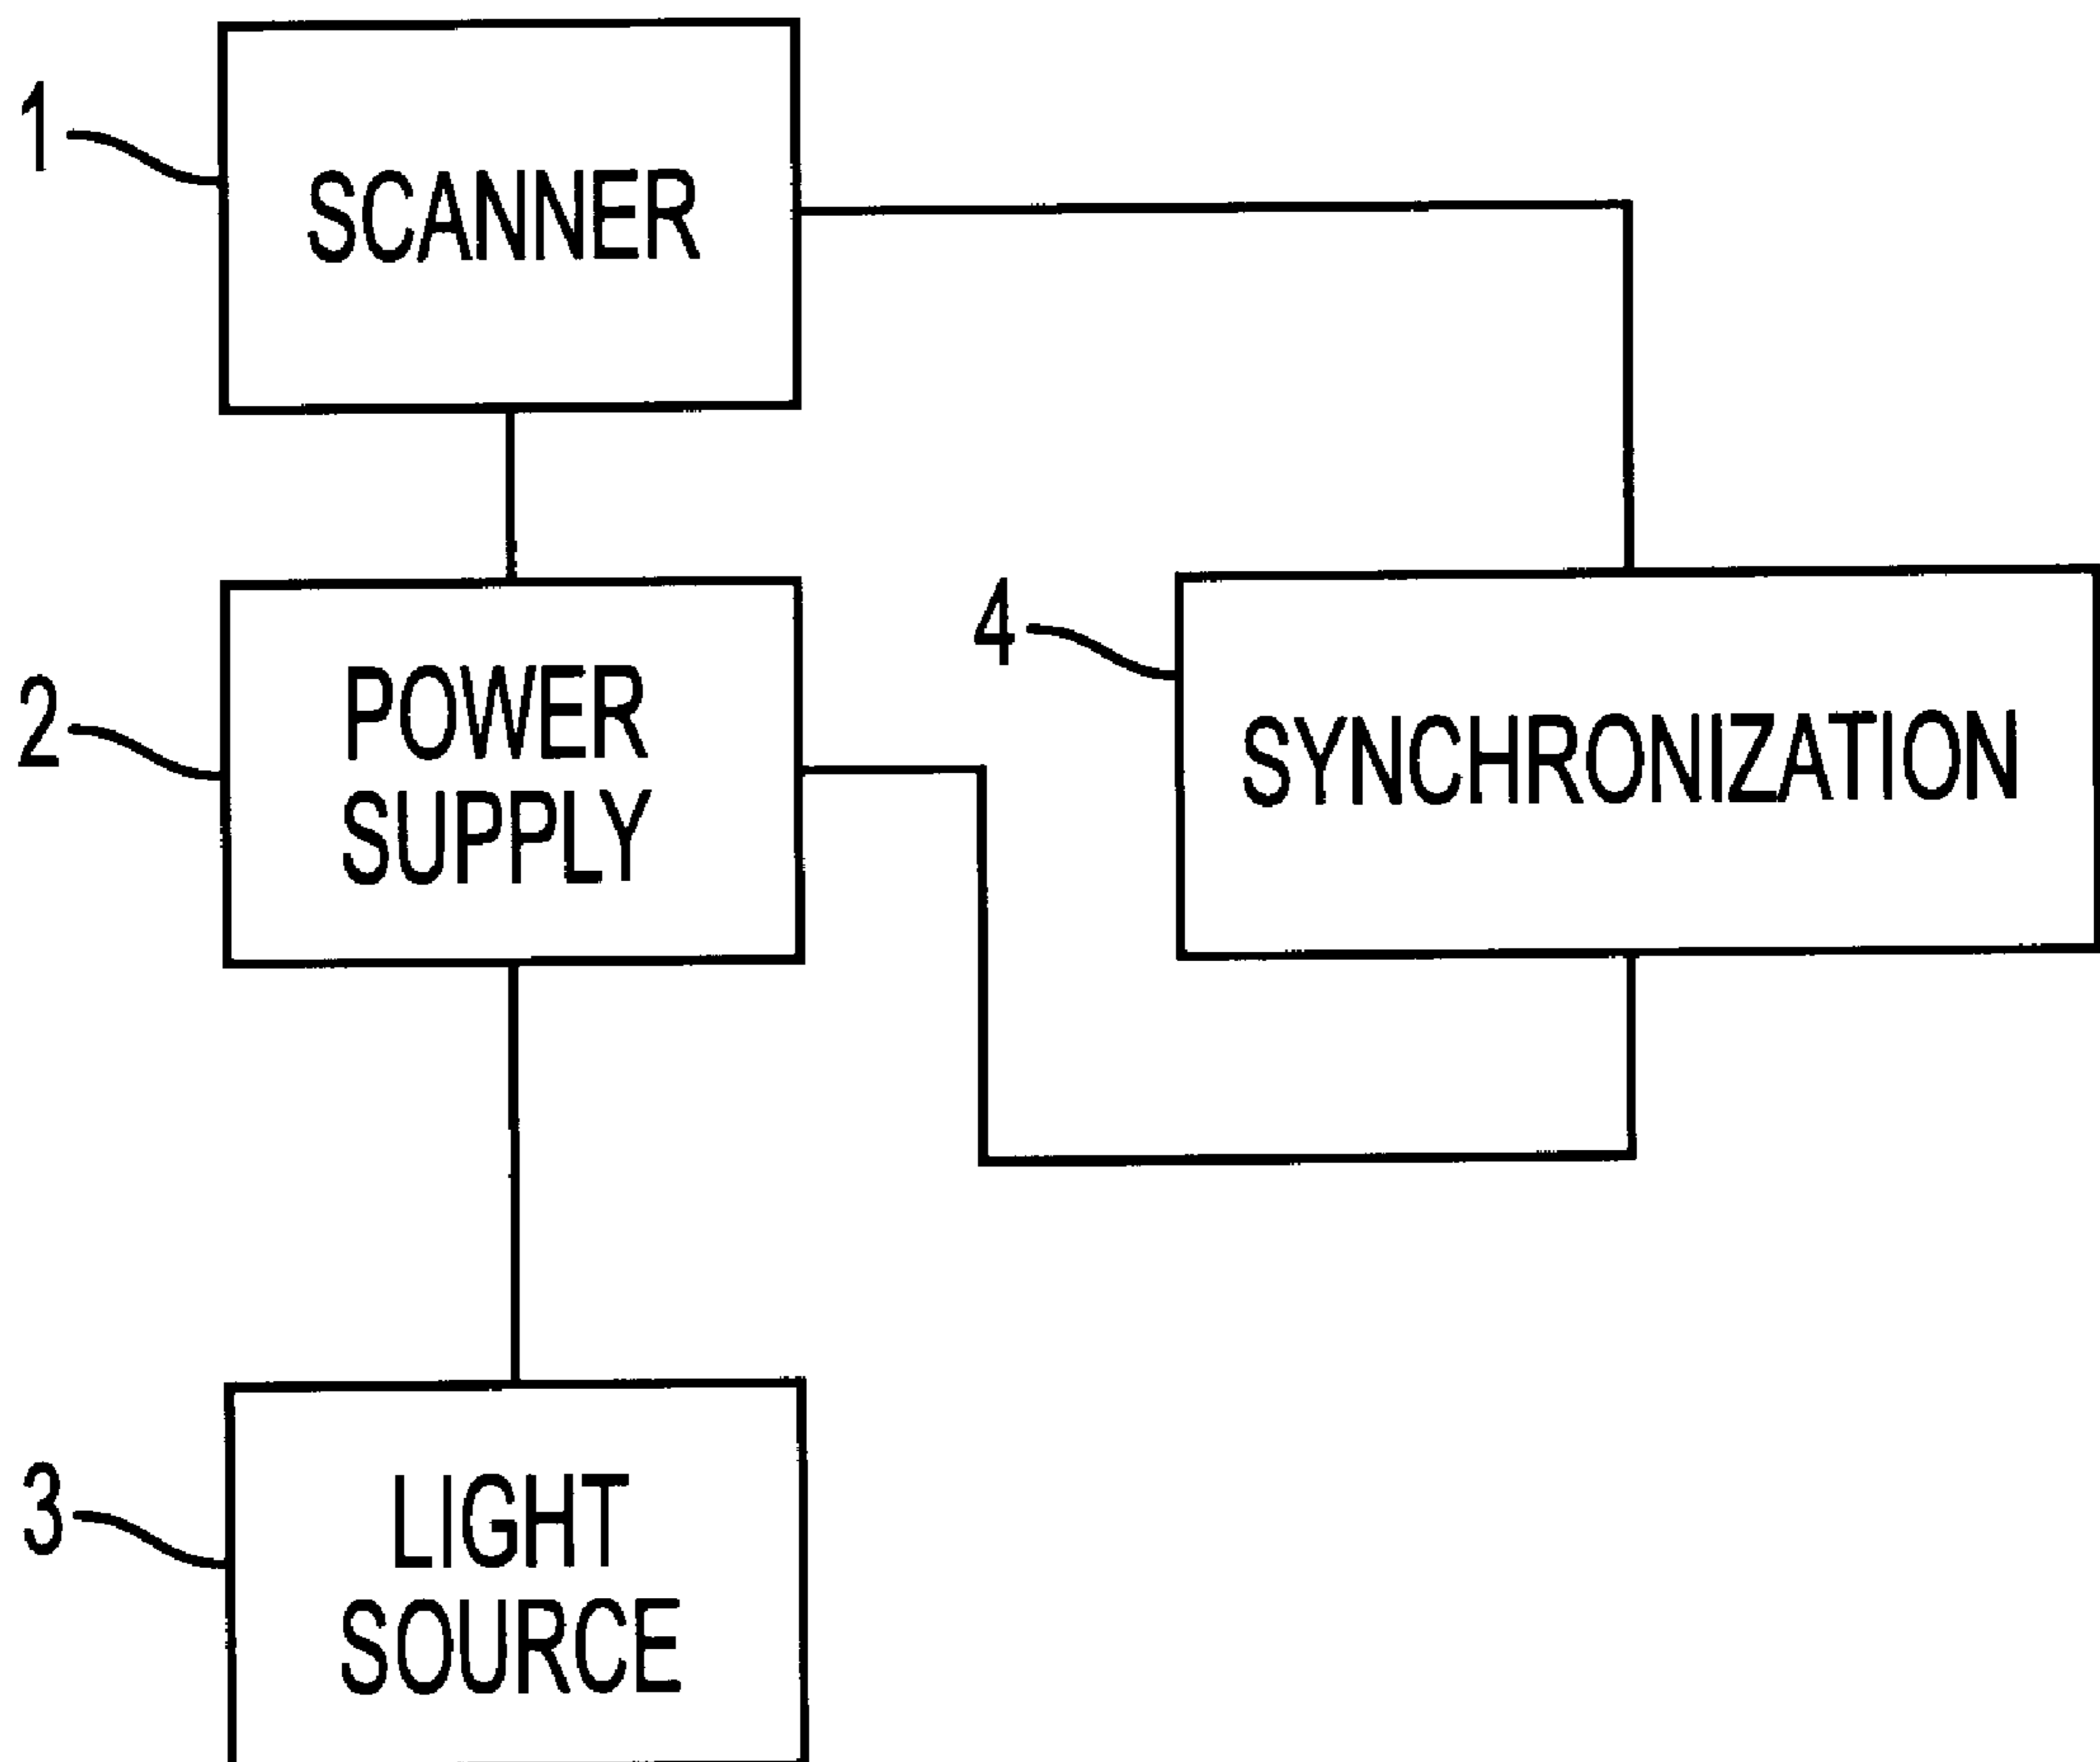 1
SCANNER
2
POWER
SUPPLY
4
SYNCHRONIZATION
3
LIGHT
SOURCE